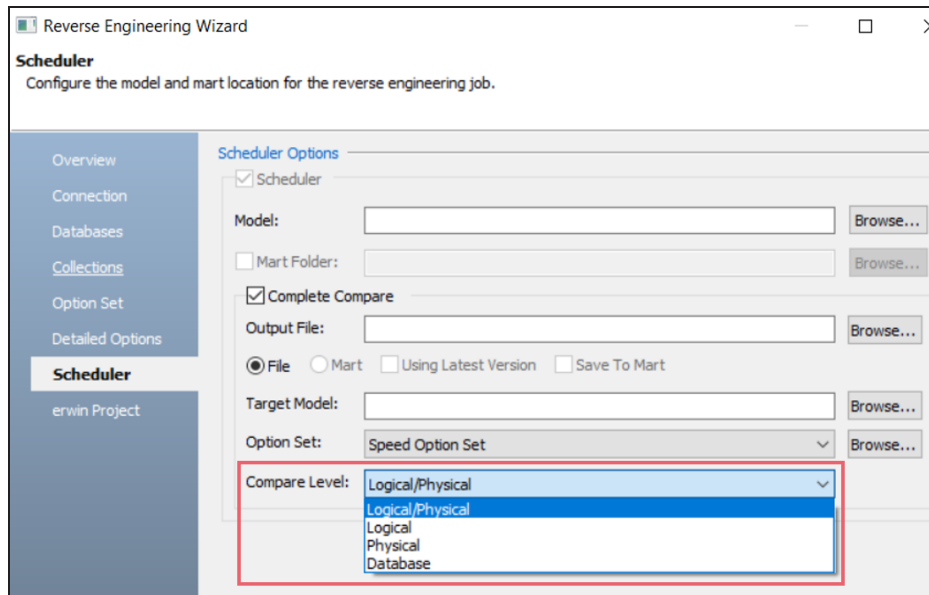 Reverse Engineering Wizard
Scheduler
Configure the model and mart location for the reverse engineering job.
Overview
Connection
Databases
Collections
Option Set
Detailed Options
Scheduler
erwin Project
Scheduler Options
Scheduler
Model: Browse...
Mart Folder: Browse...
Complete Compare
Output File: Browse...
File Mart Using Latest Version Save To Mart
Target Model: Browse...
Option Set: Speed Option Set Browse...
Compare Level: Logical/Physical
Logical/Physical
Logical
Physical
Database